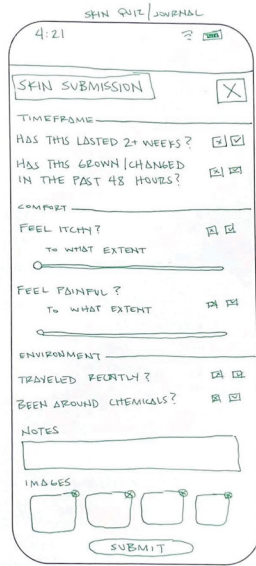 SKIN QUIZ/JOURNAL
4:21
SKIN SUBMISSION
X
TIMEFRAME
HAS THIS LASTED 2+ WEEKS?
HAS THIS GROWN/CHANGED
IN THE PAST 48 HOURS?
COMFORT
FEEL ITCHY?
TO WHAT EXTENT
FEEL PAINFUL?
TO WHAT EXTENT
ENVIRONMENT
TRAVELED RECENTLY?
BEEN AROUND CHEMICALS?
NOTES
IMAGES
SUBMIT